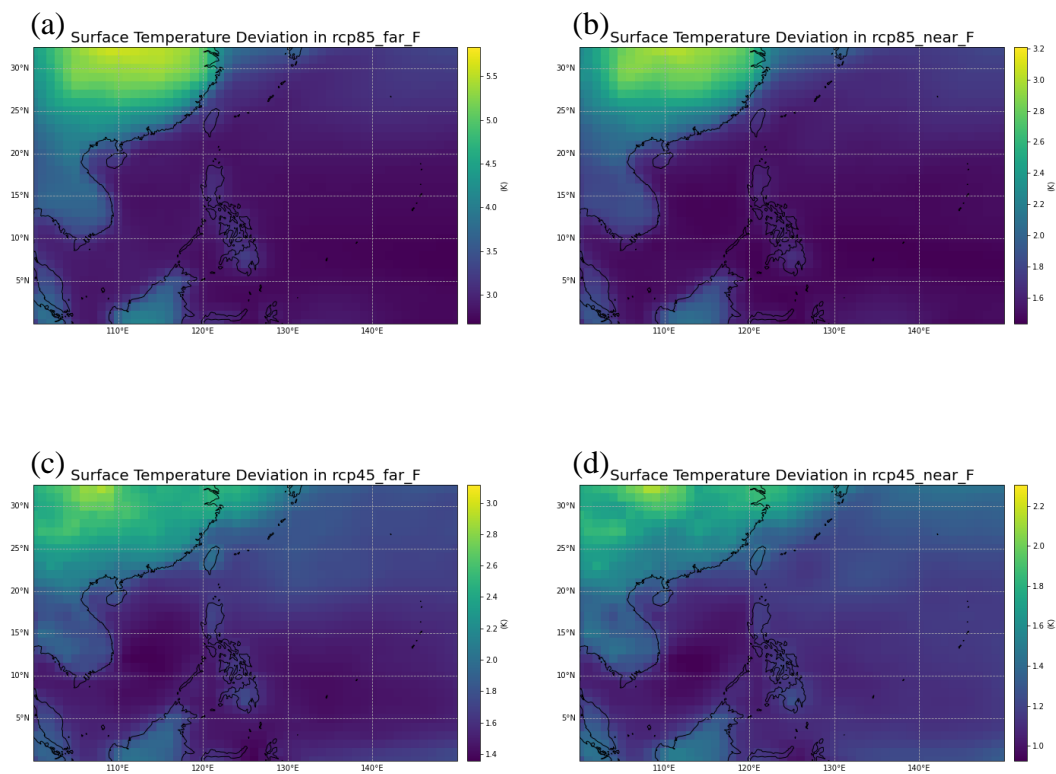 (a)
Surface Temperature Deviation in rcp85_far_F
30°N
25°N
20°N
15°N
10°N
5°N
110°E 120°E 130°E 140°E
5.5
5.0
4.5
4.0
3.5
3.0
(K)
(b)
Surface Temperature Deviation in rcp85_near_F
30°N
25°N
20°N
15°N
10°N
5°N
110°E 120°E 130°E 140°E
3.2
3.0
2.8
2.6
2.4
2.2
2.0
1.8
1.6
(K)
(c)
Surface Temperature Deviation in rcp45_far_F
30°N
25°N
20°N
15°N
10°N
5°N
110°E 120°E 130°E 140°E
3.0
2.8
2.6
2.4
2.2
2.0
1.8
1.6
1.4
(K)
(d)
Surface Temperature Deviation in rcp45_near_F
30°N
25°N
20°N
15°N
10°N
5°N
110°E 120°E 130°E 140°E
2.2
2.0
1.8
1.6
1.4
1.2
1.0
(K)